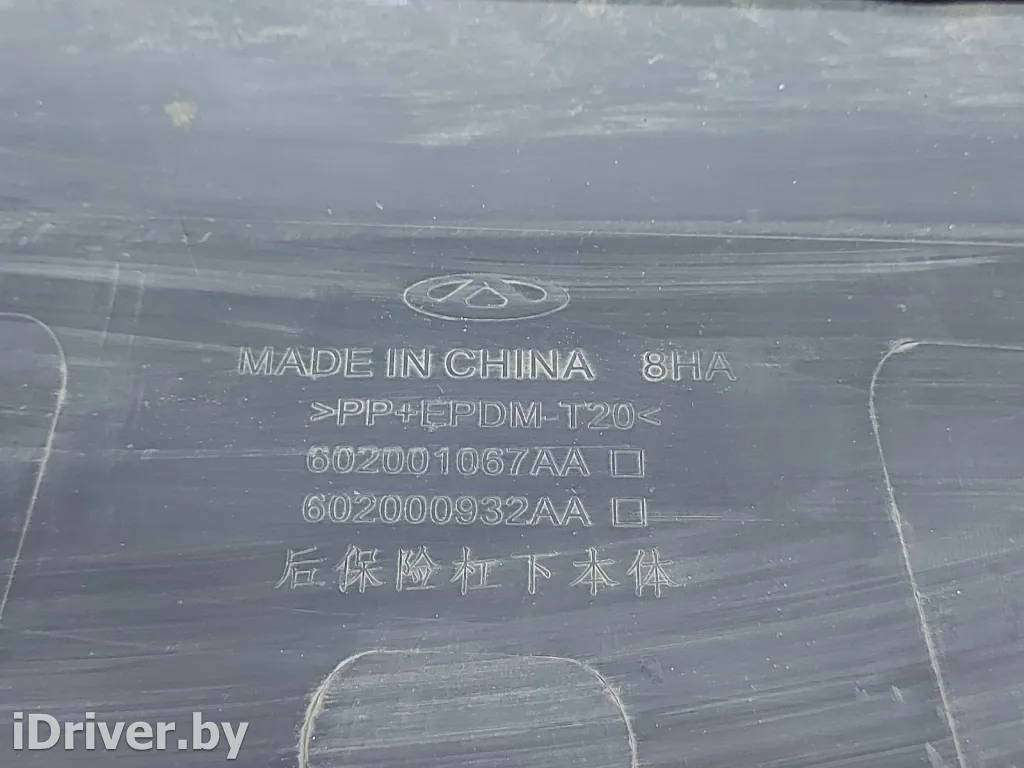 MADE IN CHINA 8HA
>PP+EPDM-T20<
602001067AA □
602000932AA □
后保险杠下本体
iDriver.by